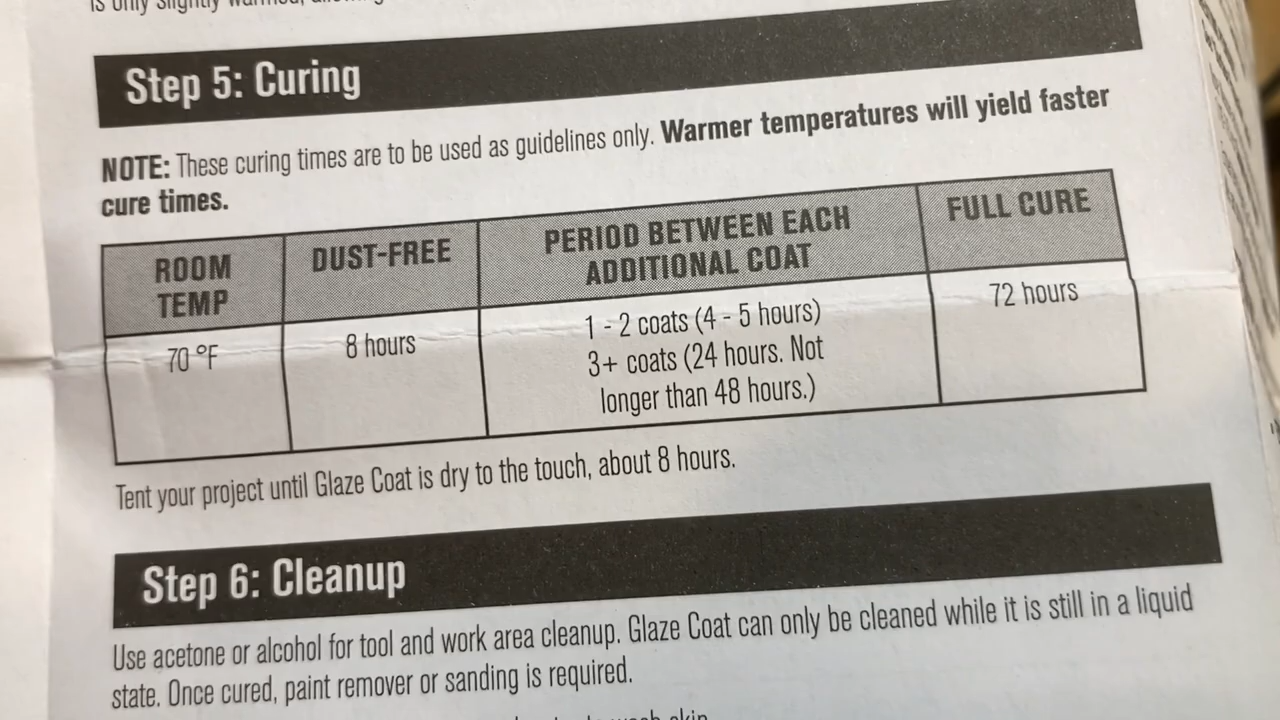 is only slightly warmed,
Step 5: Curing
NOTE: These curing times are to be used as guidelines only. Warmer temperatures will yield faster
cure times.
ROOM TEMP
DUST-FREE
PERIOD BETWEEN EACH
ADDITIONAL COAT
FULL CURE
70 °F
8 hours
1 - 2 coats (4 - 5 hours)
3+ coats (24 hours. Not
longer than 48 hours.)
72 hours
Tent your project until Glaze Coat is dry to the touch, about 8 hours.
Step 6: Cleanup
Use acetone or alcohol for tool and work area cleanup. Glaze Coat can only be cleaned while it is still in a liquid
state. Once cured, paint remover or sanding is required.
skin